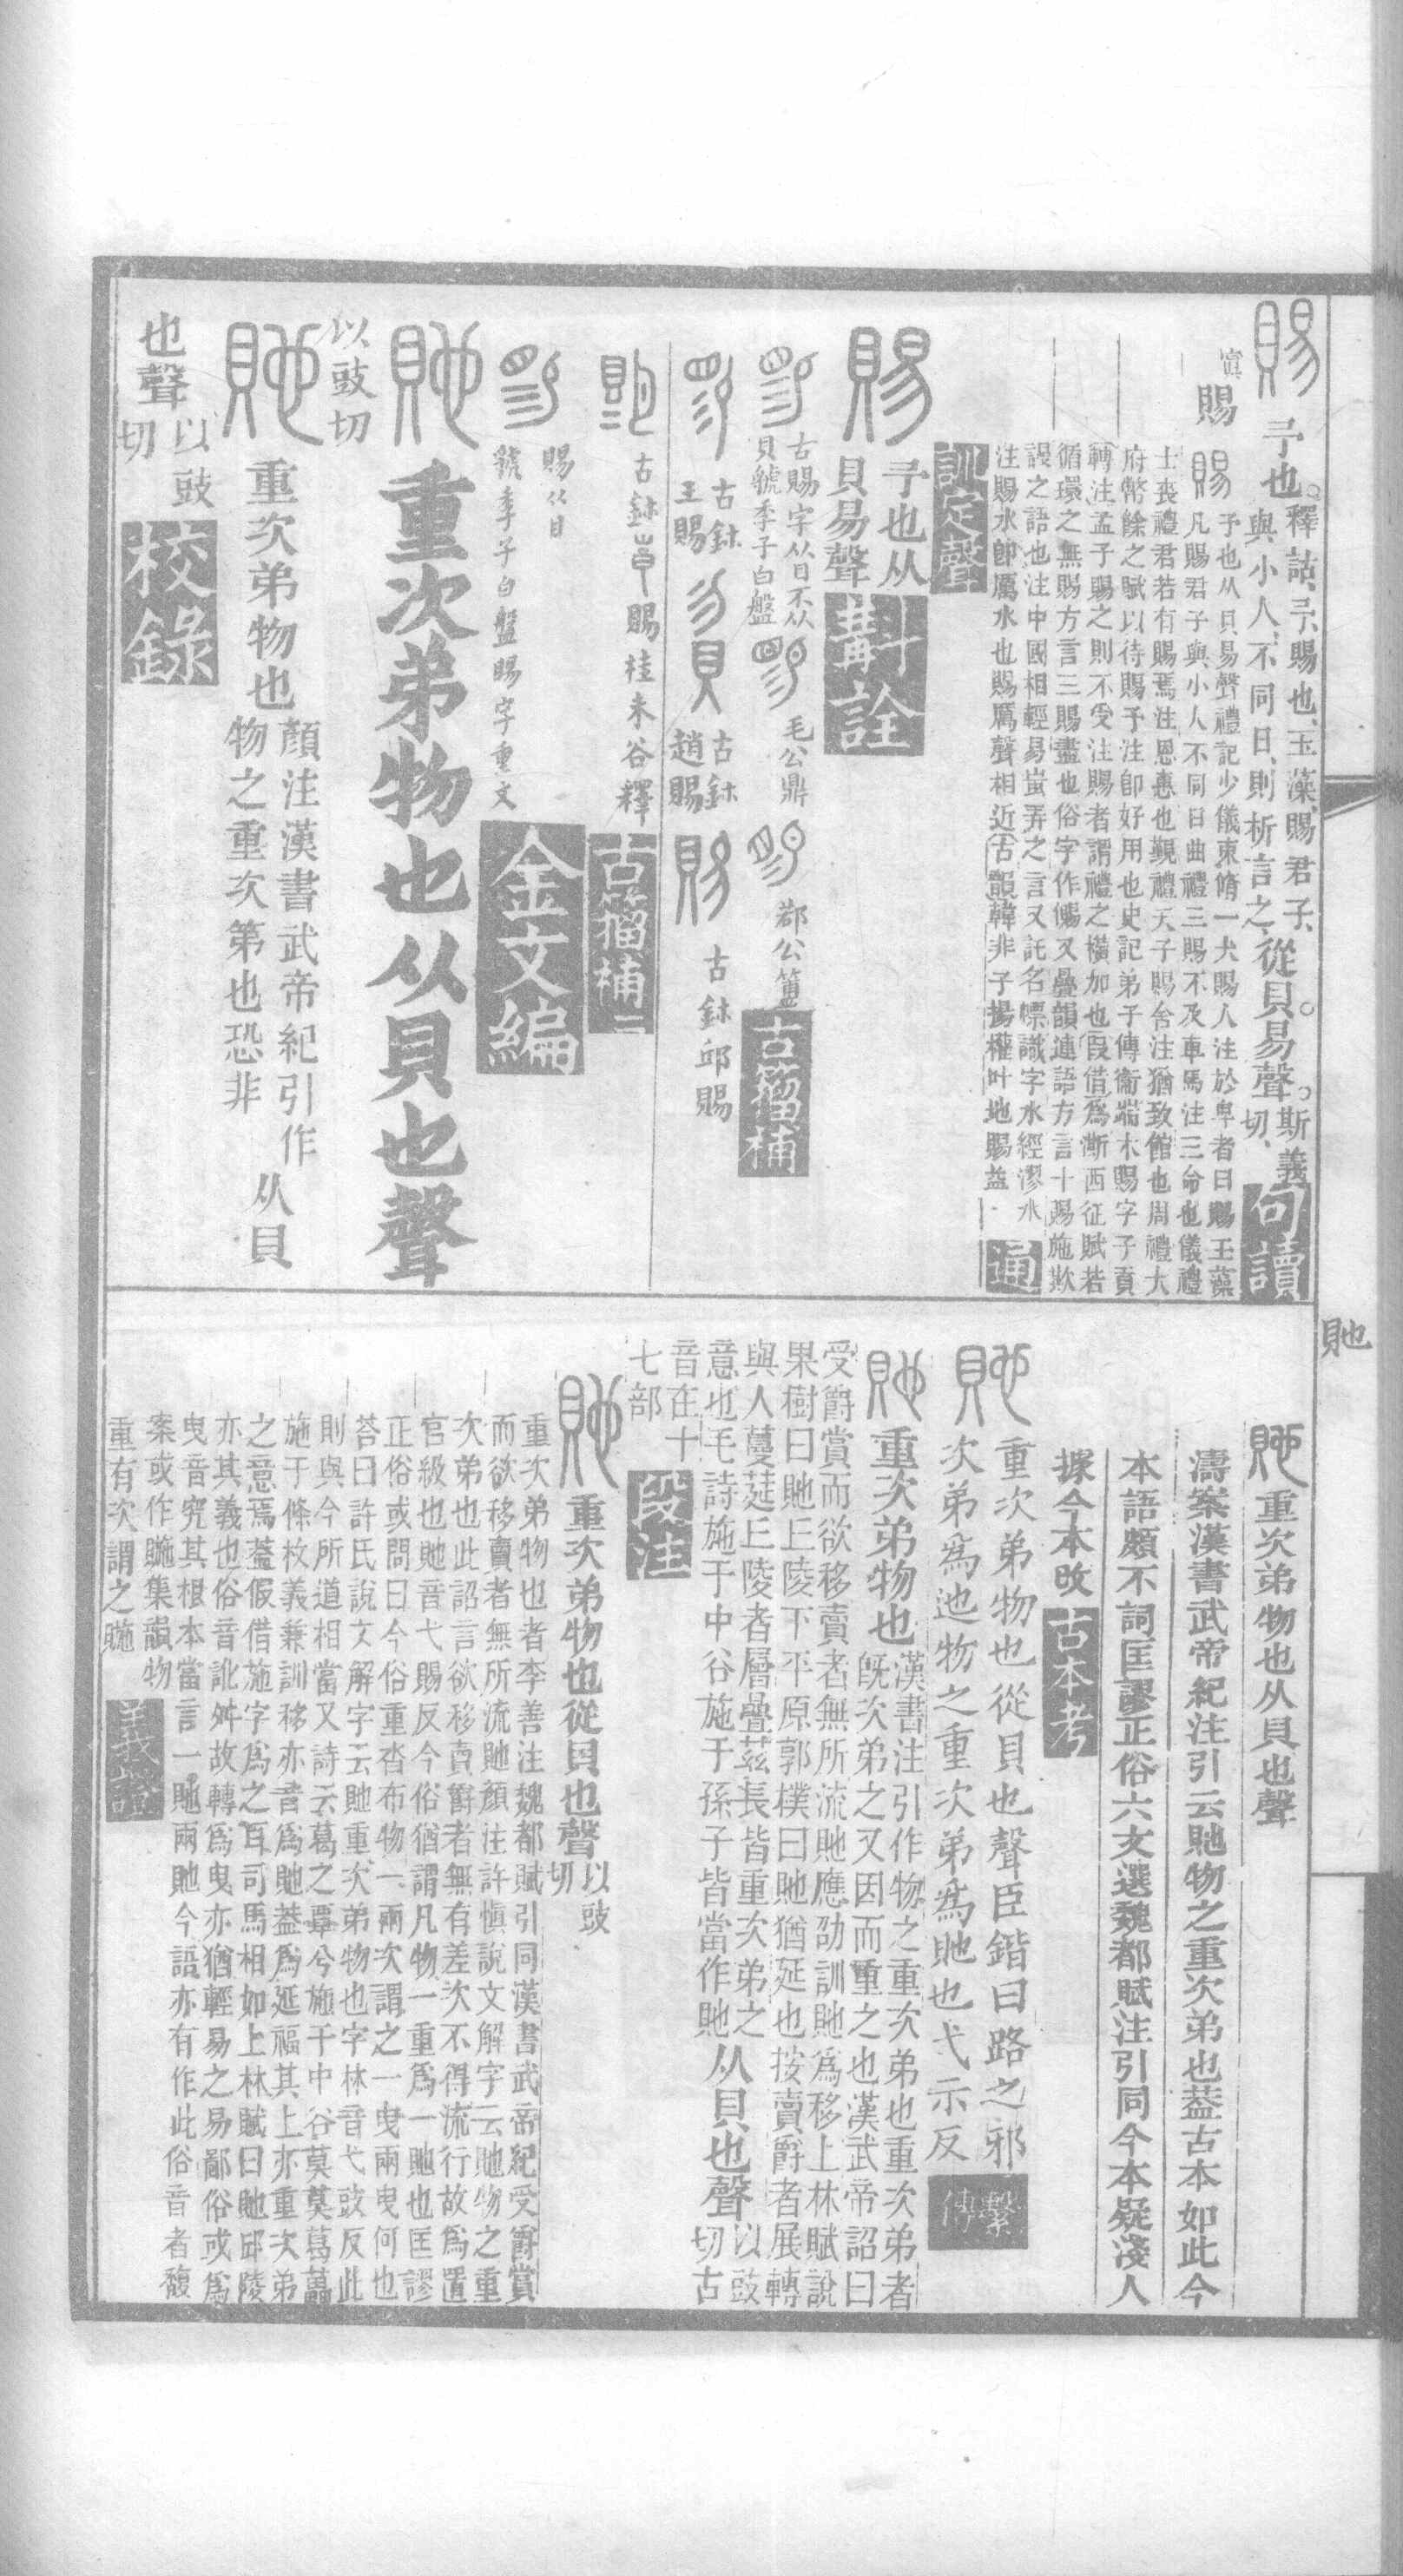 賜
予也。釋詁、予、賜也、玉藻、賜君子、
與小人、不同日、則析言之、從貝。易聲。斯義切、
句讀
賜
賜
予也从貝易聲禮記少儀東脩一犬賜人注於卑者曰賜玉藻
凡賜君子與小人不同日曲禮三賜不及車馬注三命也儀禮
士喪禮君若有賜焉注恩惠也覲禮天子賜舍注猶致館也周禮大
府幣餘之賦以待賜予注卽好用也史記弟子傳衞端木賜字子貢
轉注孟子賜之則不受注賜者謂禮之橫加也叚借爲澌西征賦若
循環之無賜方言三賜盡也俗字作儩又疊韻連語方言十賜施欺
謾之語也注中國相輕易蚩弄之言又託名幖識字水經漻水
注賜水卽厲水也賜厲聲相近古韻韓非子揚權叶地賜益
通訓定聲
賜
予也从
貝易聲
斠詮
古賜字从日不从
貝虢季子白盤
毛公鼎
鄀公簠
古籀補
古鉨
王賜
古鉨
趙賜
古鉨邱賜
古鉨 賜桂未谷釋
古籀補二
賜从目
虢季子白盤賜字重文
金文編
貤
重次弟物也从貝也聲
以豉切
貤
重次弟物也
顏注漢書武帝紀引作
物之重次第也恐非
从貝
也聲
以豉
切
校錄
貤
貤
重次弟物也从貝也聲
濤案漢書武帝紀注引云貤物之重次弟也葢古本如此今
本語頗不詞匡謬正俗六文選魏都賦注引同今本疑淺人
據今本改
古本考
貤
重次弟物也從貝也聲臣鍇曰路之邪
次弟爲迆物之重次弟爲貤也弋示反
繫傳
貤
重次弟物也
漢書注引作物之重次弟也重次弟者
旣次弟之又因而重之也漢武帝詔曰
受爵賞而欲移賣者無所流貤應劭訓貤爲移上林賦說
果樹曰貤丘陵下平原郭樸曰貤猶延也按賣爵者展轉
與人蔓莚丘陵者層疊茲長皆重次弟之
意也毛詩施于中谷施于孫子皆當作貤
从貝也聲
以豉
切古
音在十
七部
段注
貤
重次弟物也從貝也聲
以豉
切
重次弟物也者李善注魏都賦引同漢書武帝紀受爵賞
而欲移賣者無所流貤顏注許愼說文解字云貤物之重
次弟也此詔言欲移賣爵者無有差次不得流行故爲置
官級也貤音弋賜反今俗猶謂凡物一重爲一貤也匡謬
正俗或問曰今俗重沓布物一兩次謂之一曳兩曳何也
荅曰許氏說文解字云貤重次弟物也字林音弋豉反此
則與今所道相當又詩云葛之覃兮施于中谷莫莫葛藟
施于條枚義兼訓移亦音爲貤葢爲延福其上亦重次弟
之意焉葢假借施字爲之耳司馬相如上林賦曰貤邱陵
亦其義也俗音訛舛故轉爲曳亦猶輕易之易鄙俗或爲
曳音究其根本當言一貤兩貤今語亦有作此俗音者馥
案或作貤集韻物
重有次謂之貤
義證